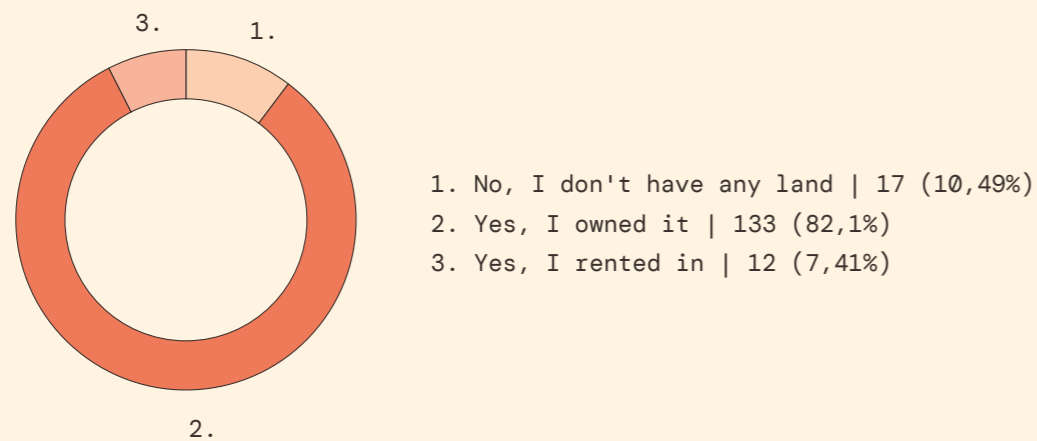 3.
1.
1. No, I don't have any land | 17 (10,49%)
2. Yes, I owned it | 133 (82,1%)
3. Yes, I rented in | 12 (7,41%)
2.